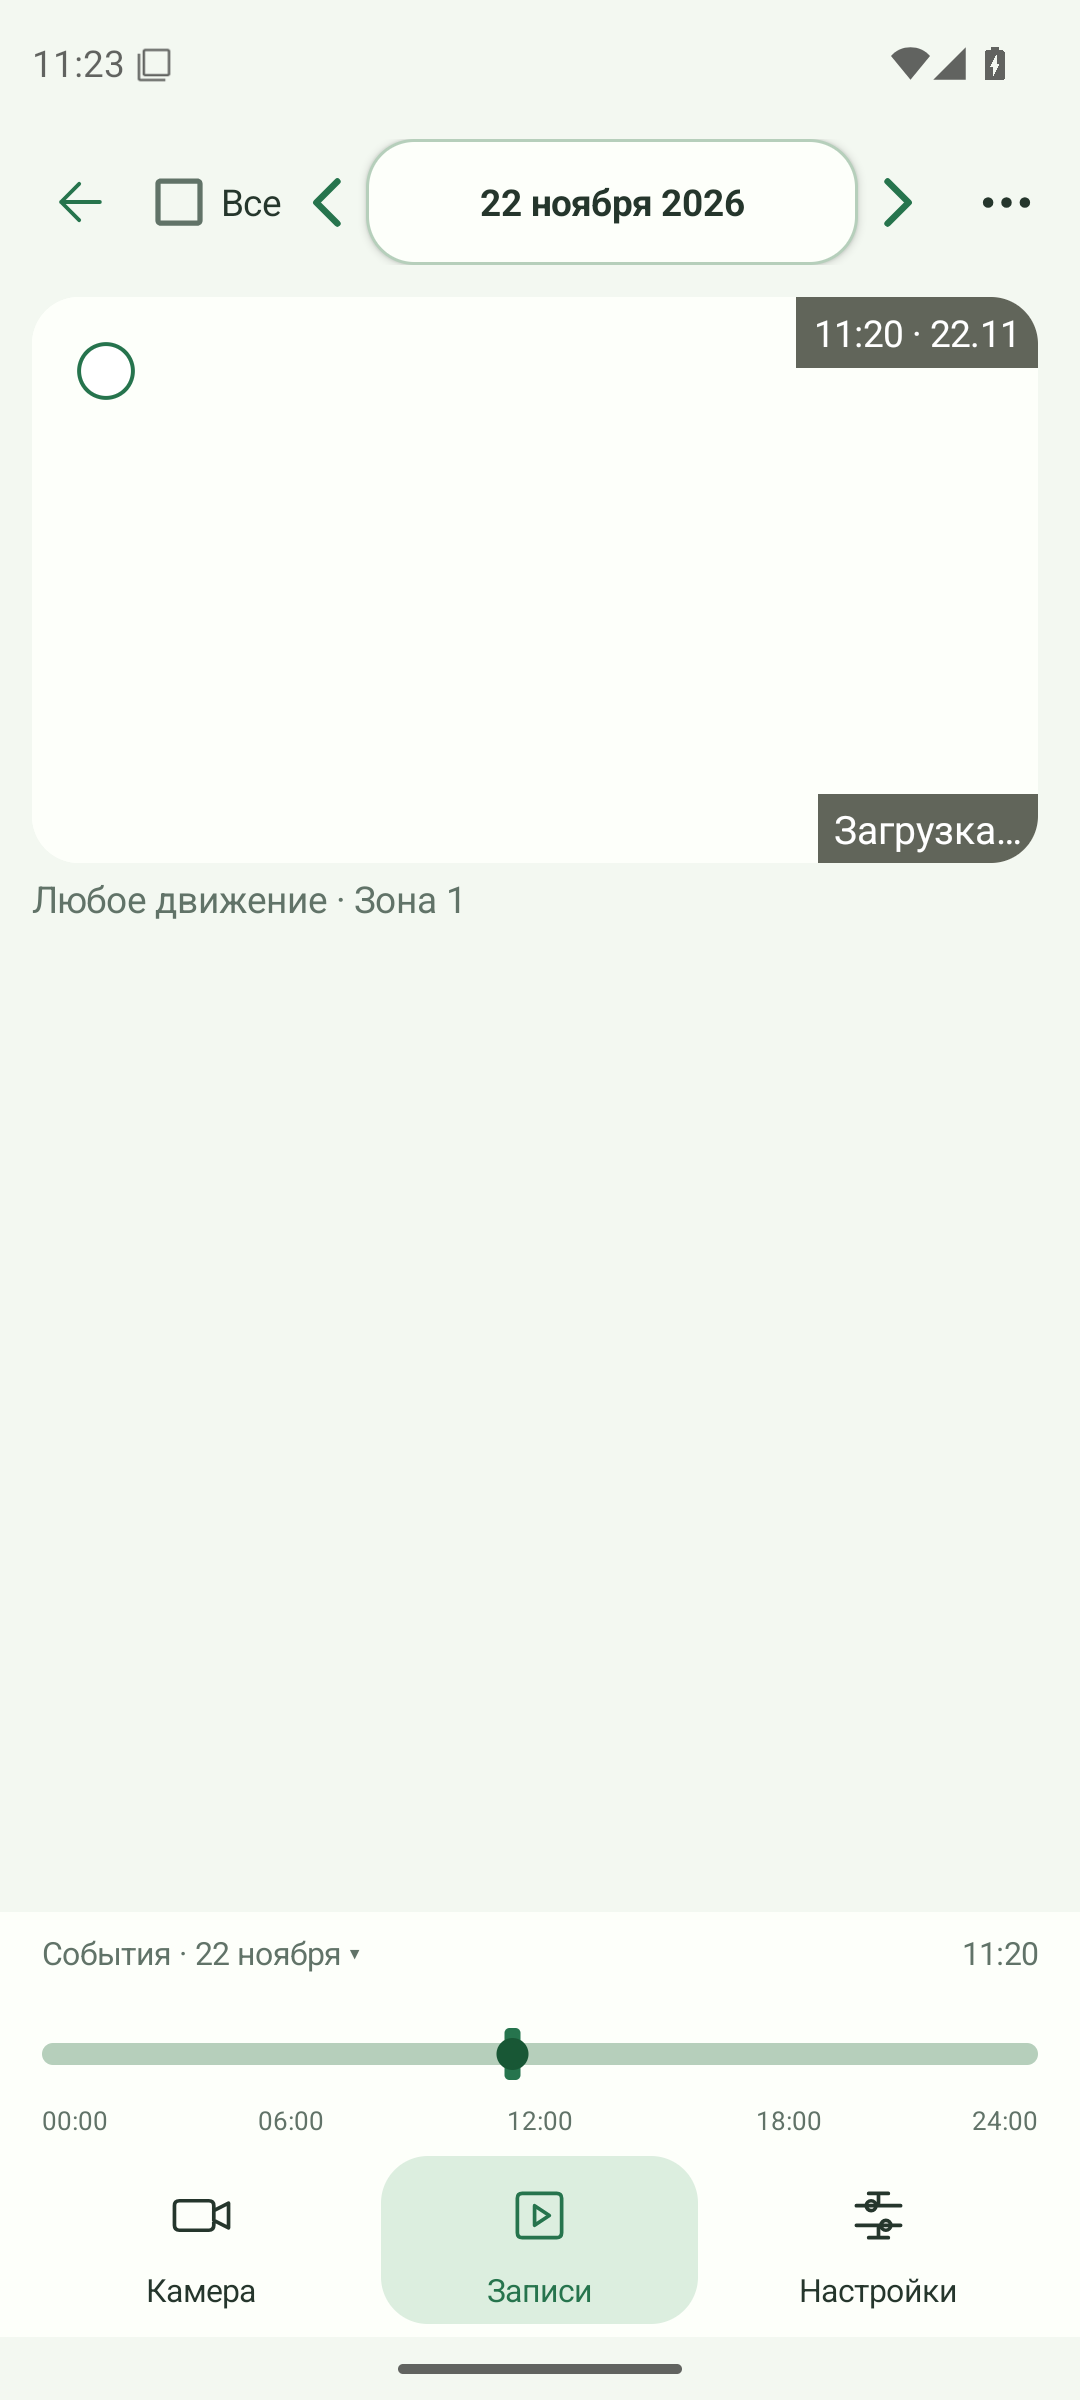 11:23
Все
22 ноября 2026
11:20 · 22.11
Загрузка...
Любое движение · Зона 1
События · 22 ноября ▾
11:20
00:00 06:00 12:00 18:00 24:00
Камера Записи Настройки